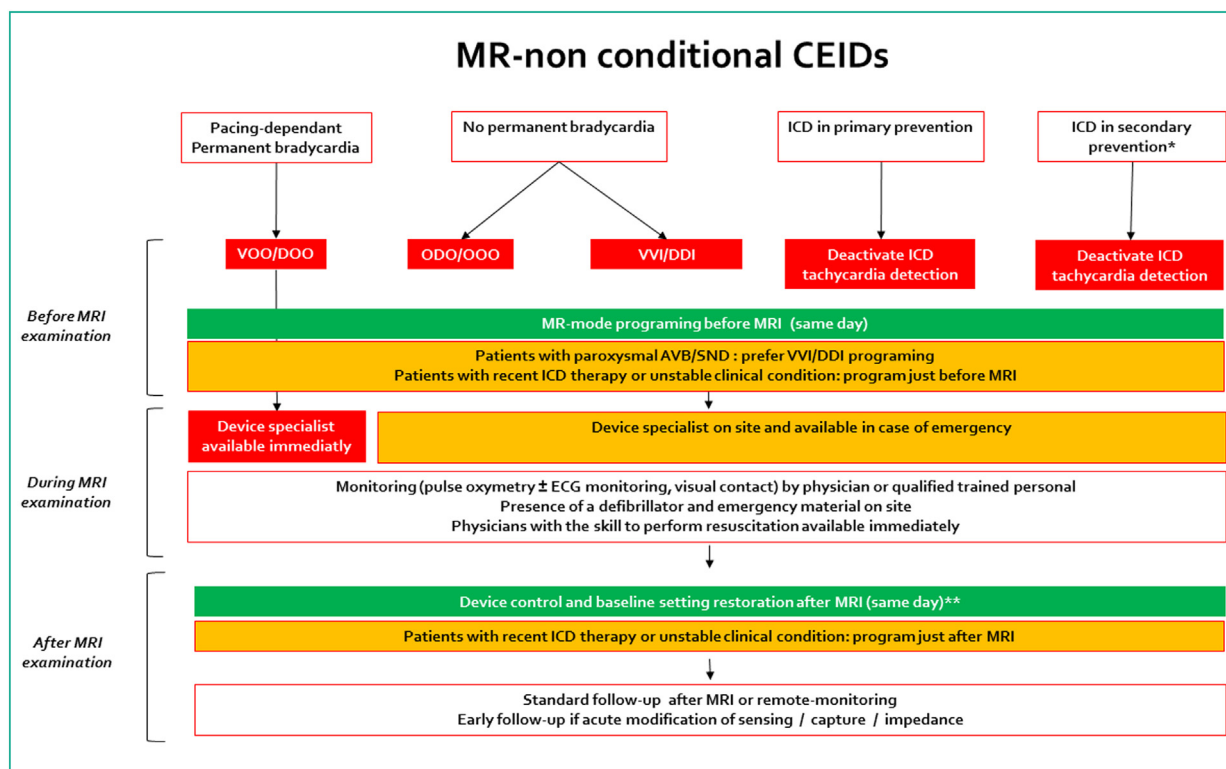 MR-non conditional CEIDs
Pacing-dependant
Permanent bradycardia
No permanent bradycardia
ICD in primary prevention
ICD in secondary
prevention*
Before MRI
examination
VOO/DOO
ODO/OOO
VVI/DDI
Deactivate ICD
tachycardia detection
Deactivate ICD
tachycardia detection
MR-mode programing before MRI (same day)
Patients with paroxysmal AVB/SND : prefer VVI/DDI programing
Patients with recent ICD therapy or unstable clinical condition: program just before MRI
During MRI
examination
Device specialist
available immediatly
Device specialist on site and available in case of emergency
Monitoring (pulse oxymetry ± ECG monitoring, visual contact) by physician or qualified trained personal
Presence of a defibrillator and emergency material on site
Physicians with the skill to perform resuscitation available immediately
After MRI
examination
Device control and baseline setting restoration after MRI (same day)**
Patients with recent ICD therapy or unstable clinical condition: program just after MRI
Standard follow-up after MRI or remote-monitoring
Early follow-up if acute modification of sensing / capture / impedance